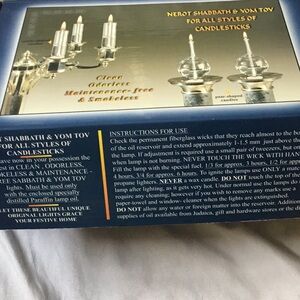 NEROT SHABBATH & YOM TOV
FOR ALL STYLES OF
CANDLESTICKS
Clean
Odorless
Maintenance-free
& Smokeless
pear-shaped
candles
SHABBATH & YOM TOV
FOR ALL STYLES OF
CANDLESTICKS
have now in your possession the
est in CLEAN, ODORLESS,
OKELESS & MAINTENANCE -
REE SABBATH & YOM TOV
lights. Must be used only
with the enclosed specially
distilled Paraffin lamp oil.
LET THESE BEAUTIFUL UNIQUE
ORIGINAL LIGHTS GRACE
YOUR FESTIVE HOME
INSTRUCTIONS FOR USE
Check the permanent fiberglass wicks that they reach almost to the bo
of the oil reservoir and extend approximately 1-1.5 mm just above the
the lamp. If adjustment is required use a small pair of tweezers, but on
when lamp is not burning. NEVER TOUCH THE WICK WITH HAN
Fill the lamp with the special fuel. 1/3 for approx. 3 hours, 1/2 for appr
hours, 3/4 for approx. 6 hours. To ignite the lamps use ONLY a mat
propane lighters. NEVER a wax candle. DO NOT touch the top of the
lamp after lighting, as it gets very hot. Under normal use the lamps do
require any cleaning; however if you wish to remove any marks use a
paper-towel and window-cleaner when the lights are extinguished.
DO NOT allow any water or foreign matter to the reservoir. Addition
supplies of oil available from Judaica, gift and hardware stores or the di